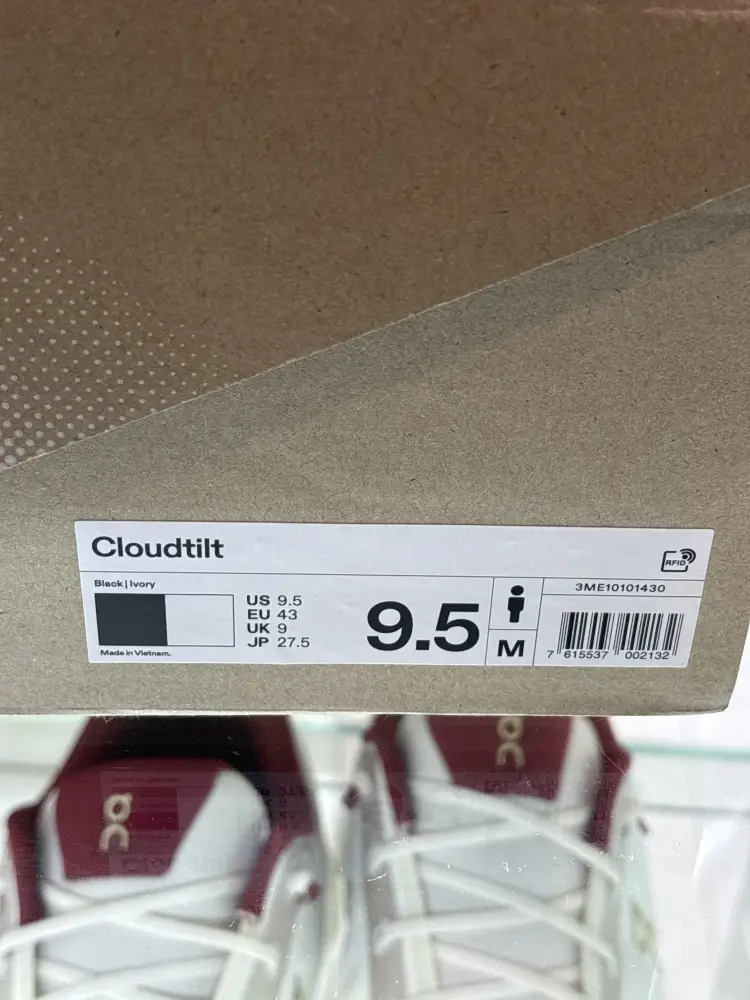 Cloudtilt
RFID
Black | Ivory
US 9.5
EU 43
UK 9
JP 27.5
Made in Vietnam.
9.5
M
3ME10101430
7 615537 002132
Cloudtilt